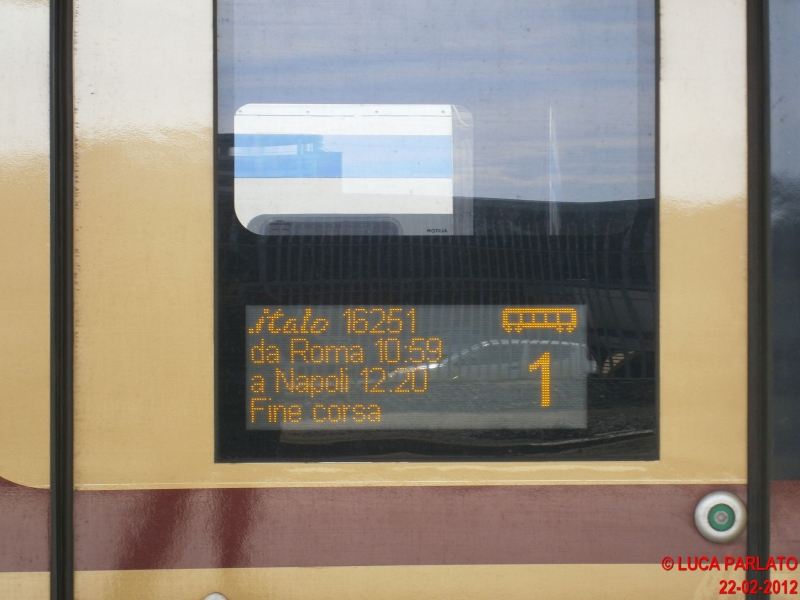 italo 16251
da Roma 10:59
a Napoli 12:20
Fine corsa
1
© LUCA PARLATO
22-02-2012